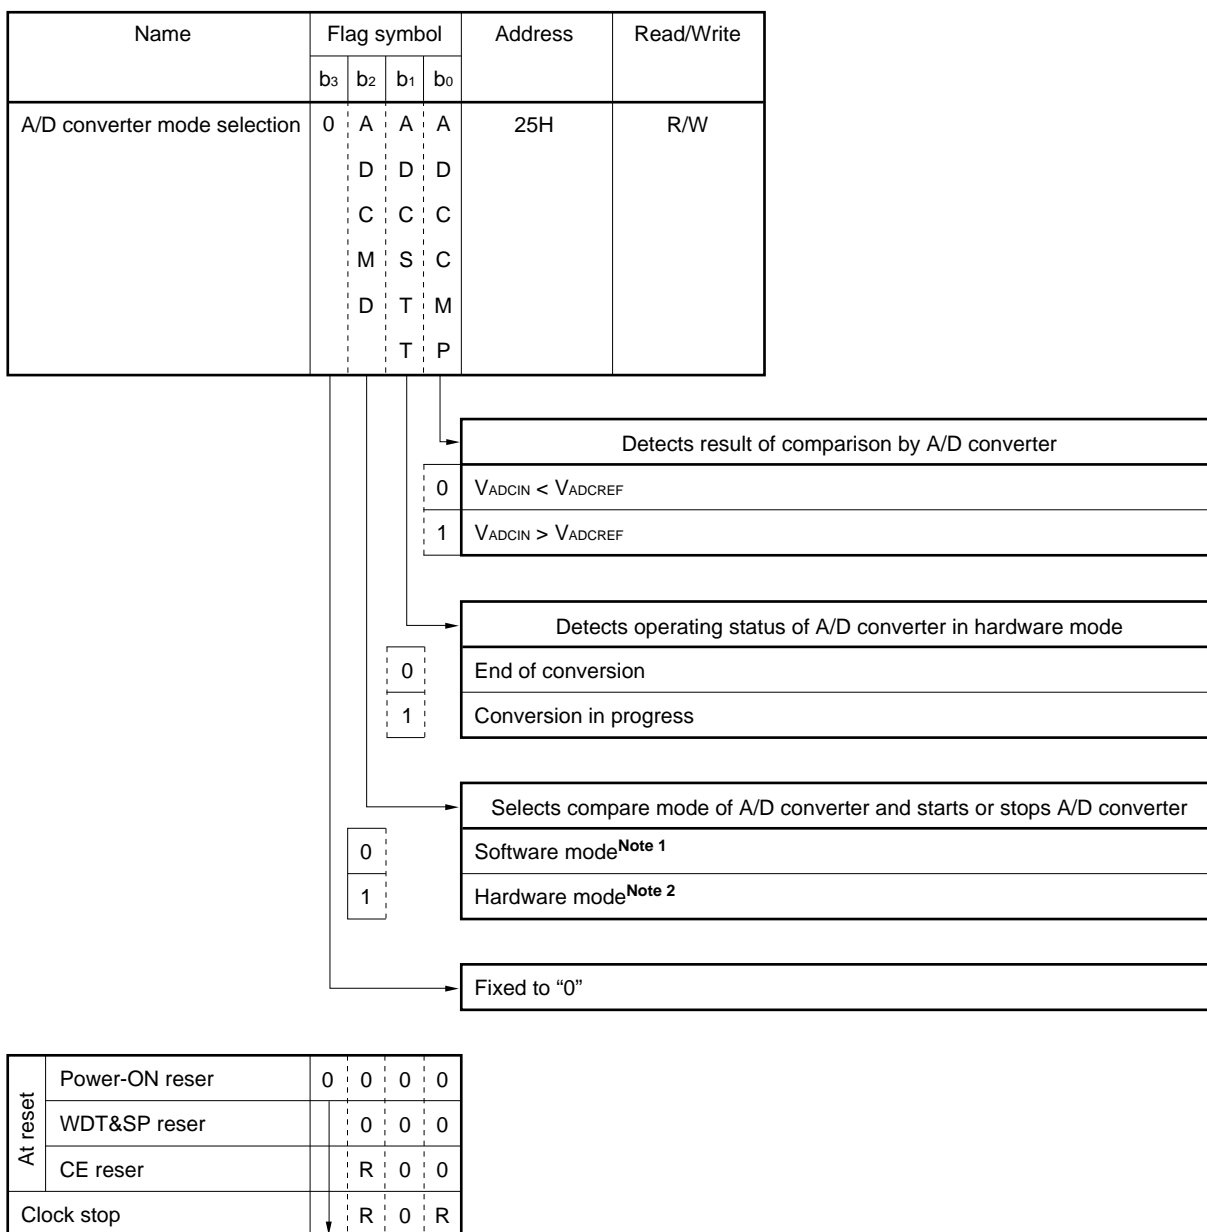 Name Flag symbol Address Read/Write
b3 b2 b1 b0
A/D converter mode selection 0 A A A 25H R/W
D D D
C C C
M S C
D T M
T P
Detects result of comparison by A/D converter
0 VADCIN < VADCREF
1 VADCIN > VADCREF
Detects operating status of A/D converter in hardware mode
0 End of conversion
1 Conversion in progress
Selects compare mode of A/D converter and starts or stops A/D converter
0 Software mode Note 1
1 Hardware mode Note 2
Fixed to “0”
At reset
Power-ON reser 0 0 0 0
WDT&SP reser 0 0 0
CE reser R 0 0
Clock stop R 0 R